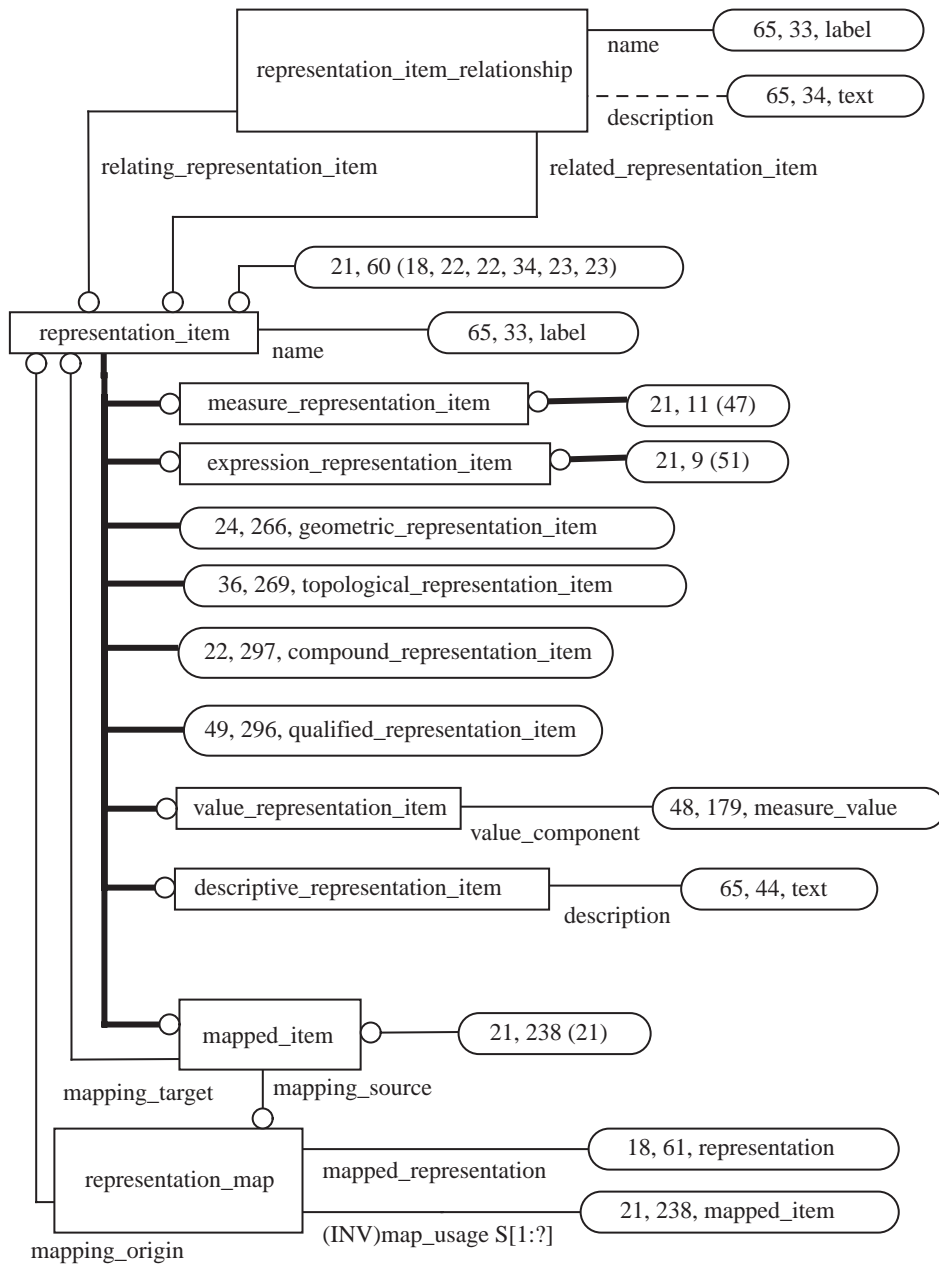 65, 33, label
name
representation_item_relationship
65, 34, text
description
relating_representation_item
related_representation_item
21, 60 (18, 22, 22, 34, 23, 23)
representation_item
65, 33, label
name
measure_representation_item
21, 11 (47)
expression_representation_item
21, 9 (51)
24, 266, geometric_representation_item
36, 269, topological_representation_item
22, 297, compound_representation_item
49, 296, qualified_representation_item
value_representation_item
48, 179, measure_value
value_component
descriptive_representation_item
65, 44, text
description
mapped_item
21, 238 (21)
mapping_target
mapping_source
18, 61, representation
representation_map
mapped_representation
21, 238, mapped_item
(INV)map_usage S[1:?]
mapping_origin